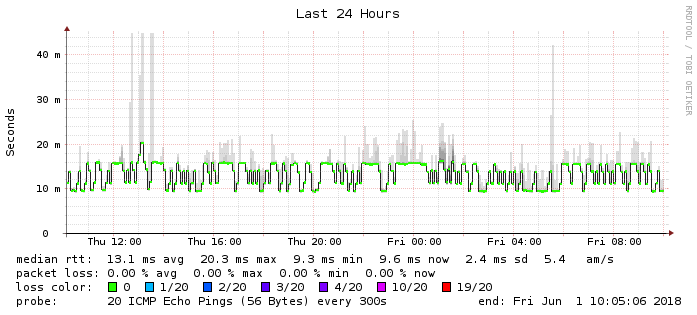 Last 24 Hours
RRDTOOL / TOBI OETIKER
Seconds
40 m
30 m
20 m
10 m
0
Thu 12:00 Thu 16:00 Thu 20:00 Fri 00:00 Fri 04:00 Fri 08:00
median rtt: 13.1 ms avg 20.3 ms max 9.3 ms min 9.6 ms now 2.4 ms sd 5.4 am/s
packet loss: 0.00 % avg 0.00 % max 0.00 % min 0.00 % now
loss color: 0 1/20 2/20 3/20 4/20 10/20 19/20
probe: 20 ICMP Echo Pings (56 Bytes) every 300s end: Fri Jun 1 10:05:06 2018